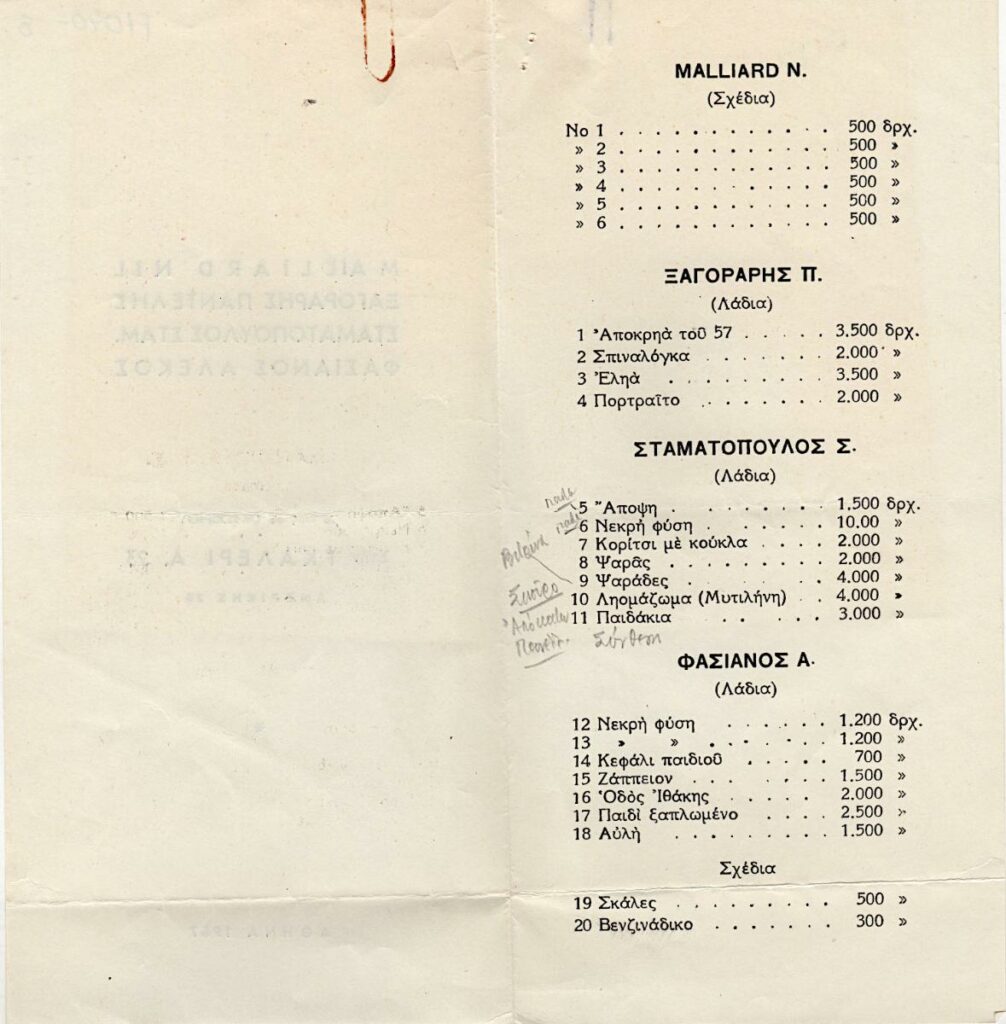 MALLIARD N.
(Σχέδια)
Νο 1 . . . . . . . . . . . . 500 δρχ.
» 2 . . . . . . . . . . . . 500 »
» 3 . . . . . . . . . . . . 500 »
» 4 . . . . . . . . . . . . 500 »
» 5 . . . . . . . . . . . . 500 »
» 6 . . . . . . . . . . . . 500 »
ΞΑΓΟΡΑΡΗΣ Π.
(Λάδια)
1 Ἀποκρηὰ τοῦ 57 . . . . . 3.500 δρχ.
2 Σπιναλόγκα . . . . . . . 2.000 »
3 Ἐληὰ . . . . . . . . 3.500 »
4 Πορτραῖτο . . . . . . . 2.000 »
ΣΤΑΜΑΤΟΠΟΥΛΟΣ Σ.
(Λάδια)
5 Ἄποψη . . . . . . . . 1.500 δρχ.
6 Νεκρὴ φύση . . . . . . . 10.00 »
7 Κορίτσι μὲ κούκλα . . . . 2.000 »
8 Ψαρᾶς . . . . . . . . . 2.000 »
9 Ψαράδες . . . . . . . . 4.000 »
10 Ληομάζωμα (Μυτιλήνη) . . 4.000 »
11 Παιδάκια . . . . . 3.000 »
Σύνθεση
ΦΑΣΙΑΝΟΣ Α.
(Λάδια)
12 Νεκρὴ φύση . . . . . . 1.200 δρχ.
13 » » . . . . . . . 1.200 »
14 Κεφάλι παιδιοῦ . . . . . 700 »
15 Ζάππειον . . . . . . . 1.500 »
16 Ὁδὸς Ἰθάκης . . . . . 2.000 »
17 Παιδὶ ξαπλωμένο . . . . 2.500 »
18 Αὐλὴ . . . . . . . . . 1.500 »
Σχέδια
19 Σκάλες . . . . . . . . . 500 »
20 Βενζινάδικο . . . . . . . 300 »